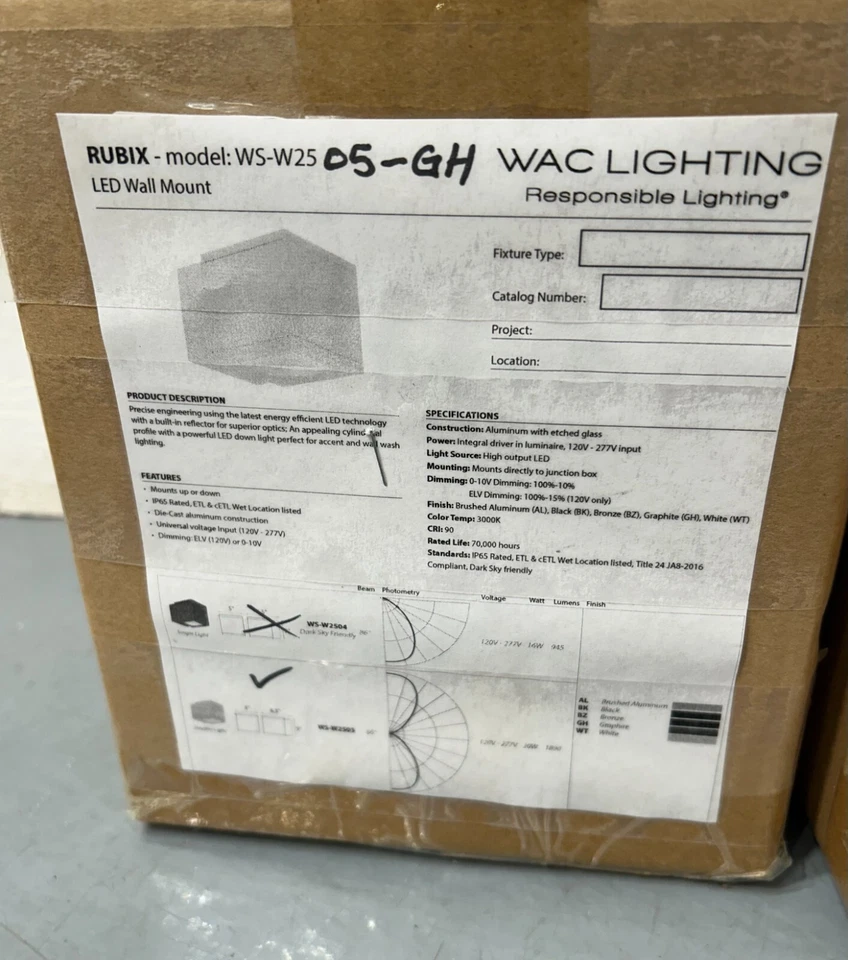 RUBIX - model: WS-W25 05-GH
LED Wall Mount
WAC LIGHTING
Responsible Lighting®
Fixture Type:
Catalog Number:
Project:
Location:
PRODUCT DESCRIPTION
Precise engineering using the latest energy efficient LED technology
with a built-in reflector for superior optics; An appealing
profile with a powerful LED down light perfect for accent and wall wash
lighting.
FEATURES
• Mounts up or down
• IP65 Rated, ETL & cETL Wet Location listed
• Die-Cast aluminum construction
• Universal voltage input (120V - 277V)
• Dimming: ELV (120V) or 0-10V
SPECIFICATIONS
Construction: Aluminum with etched glass
Power: Integral driver in luminaire, 120V - 277V input
Light Source: High output LED
Mounting: Mounts directly to junction box
Dimming: 0-10V Dimming: 100%-10%
ELV Dimming: 100%-15% (120V only)
Finish: Brushed Aluminum (AL), Black (BK), Bronze (BZ), Graphite (GH), White (WT)
Color Temp: 3000K
CRI: 90
Rated Life: 70,000 hours
Standards: IP65 Rated, ETL & cETL Wet Location listed, Title 24 JA8-2016
Compliant, Dark Sky friendly
Beam Photometry Voltage Watt Lumens Finish
Single Light 5" WS-W2504
Dark Sky Friendly
120V - 277V 16W 945
WS-W2505
120V - 277V
AL Brushed Aluminum
BK Black
BZ Bronze
GH Graphite
WT White